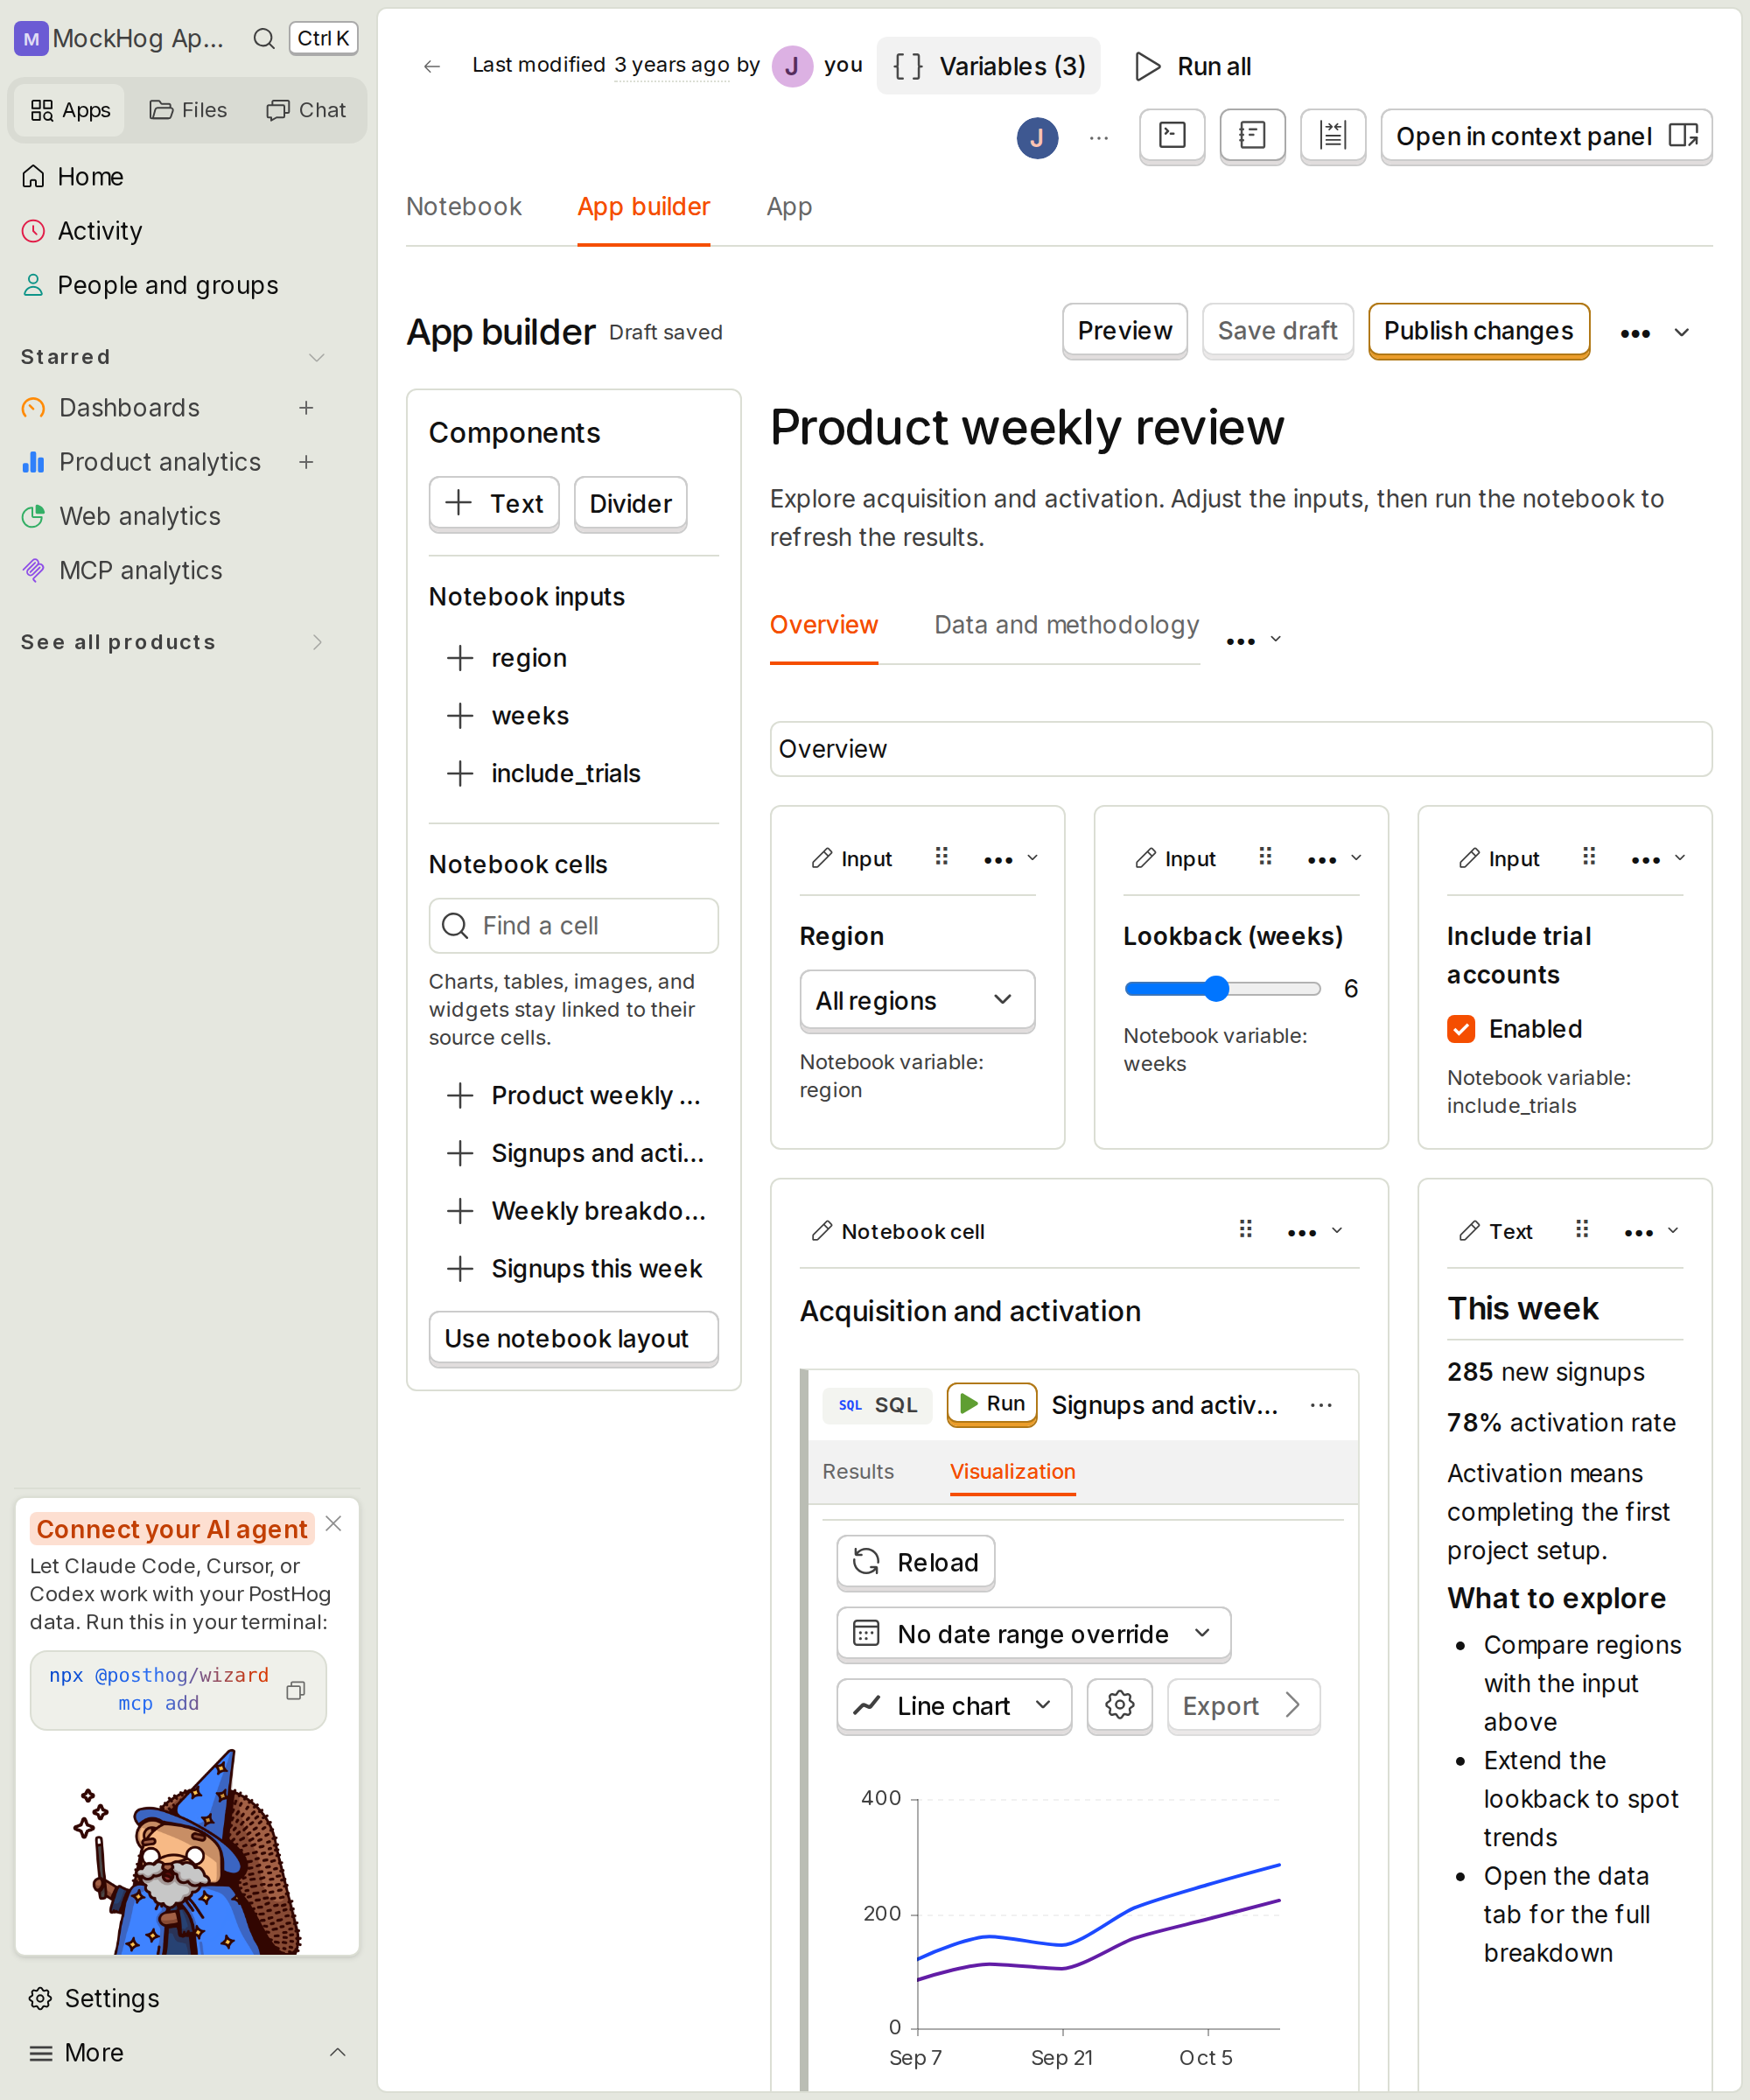 M MockHog Ap... Ctrl K
Apps Files Chat
Home
Activity
People and groups
Starred
Dashboards
Product analytics
Web analytics
MCP analytics
See all products
Connect your AI agent
Let Claude Code, Cursor, or
Codex work with your PostHog
data. Run this in your terminal:
npx @posthog/wizard
mcp add
Settings
More
Last modified 3 years ago by J you { } Variables (3) Run all
J ... Open in context panel
Notebook App builder App
App builder Draft saved Preview Save draft Publish changes
Components
Text Divider
Notebook inputs
region
weeks
include_trials
Notebook cells
Find a cell
Charts, tables, images, and
widgets stay linked to their
source cells.
Product weekly ...
Signups and acti...
Weekly breakdo...
Signups this week
Use notebook layout
Product weekly review
Explore acquisition and activation. Adjust the inputs, then run the notebook to
refresh the results.
Overview Data and methodology
Overview
Input
Region
All regions
Notebook variable:
region
Input
Lookback (weeks)
6
Notebook variable:
weeks
Input
Include trial
accounts
Enabled
Notebook variable:
include_trials
Notebook cell
Acquisition and activation
SQL SQL Run Signups and activ...
Results Visualization
Reload
No date range override
Line chart Export
400
200
0
Sep 7 Sep 21 Oct 5
Text
This week
285 new signups
78% activation rate
Activation means
completing the first
project setup.
What to explore
• Compare regions
with the input
above
• Extend the
lookback to spot
trends
• Open the data
tab for the full
breakdown